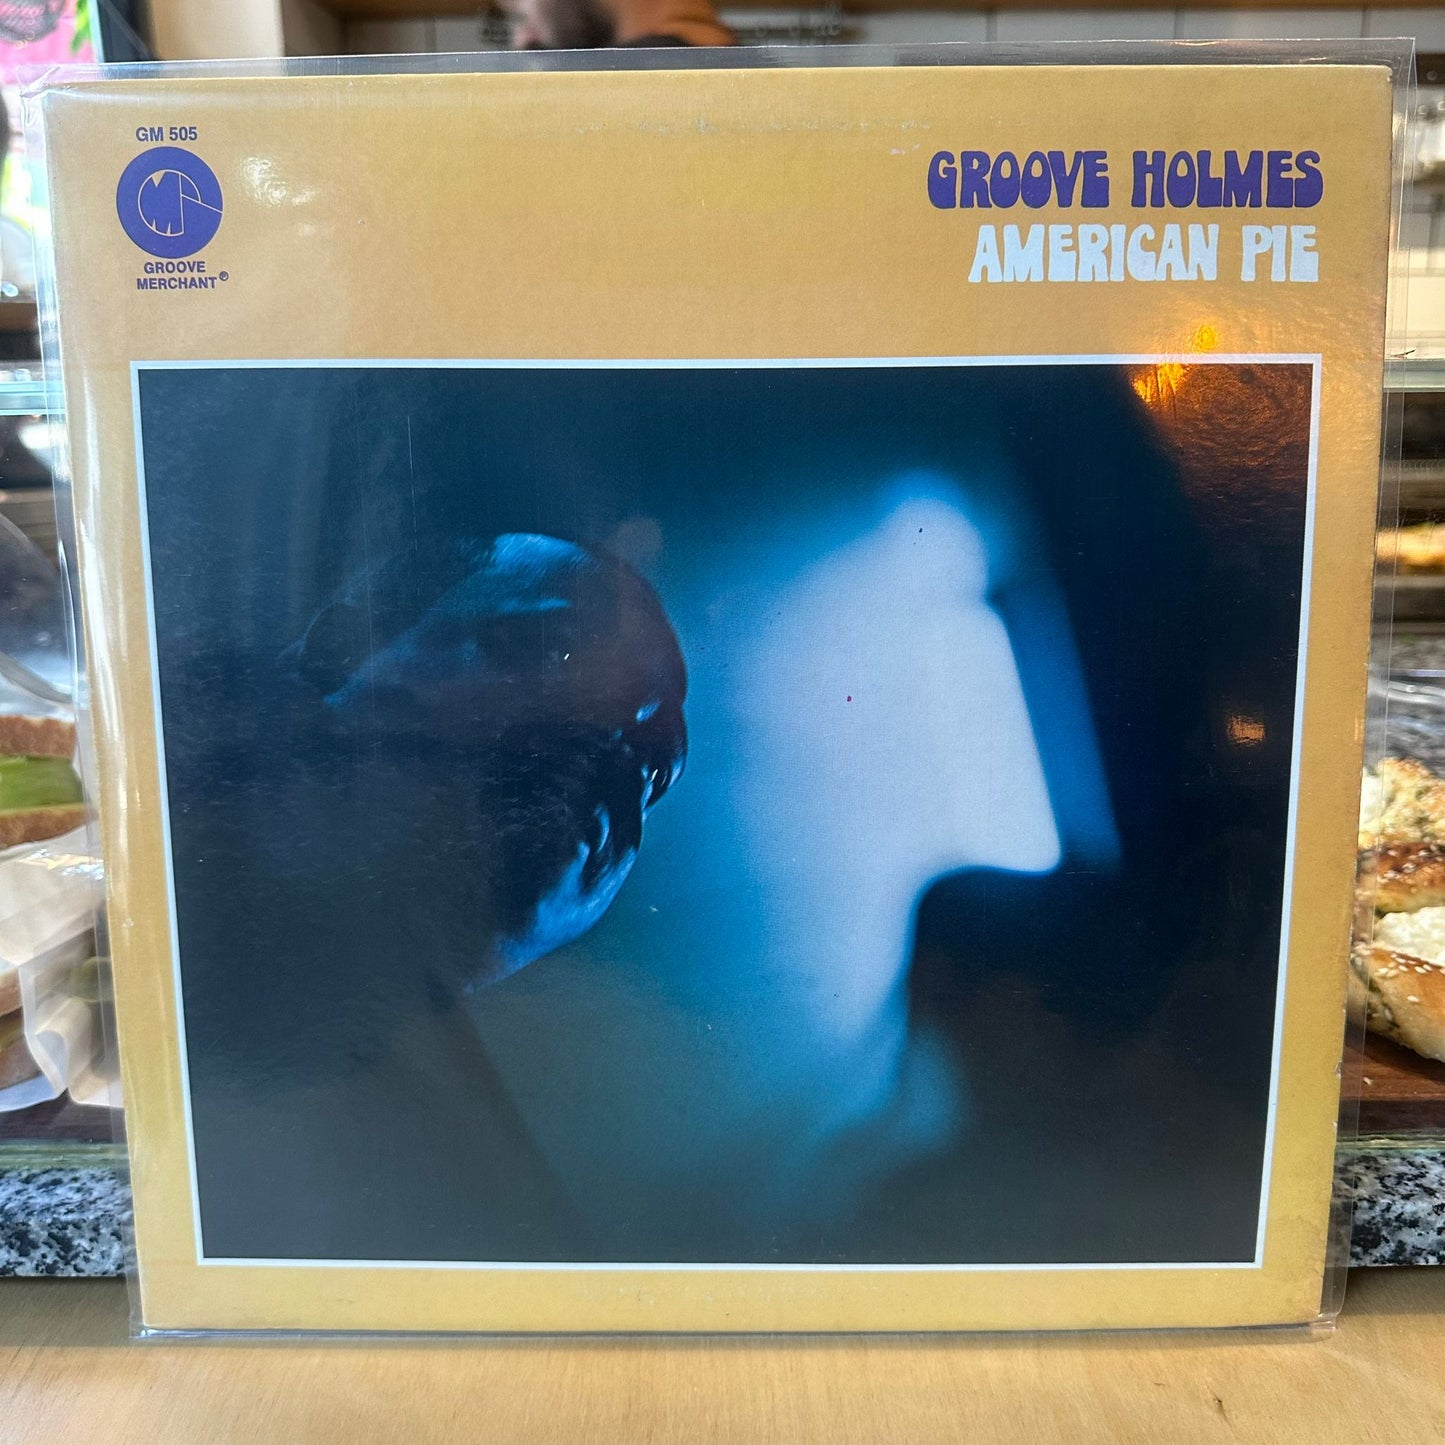 GM 505
GROOVE
MERCHANT®
GROOVE HOLMES
AMERICAN PIE